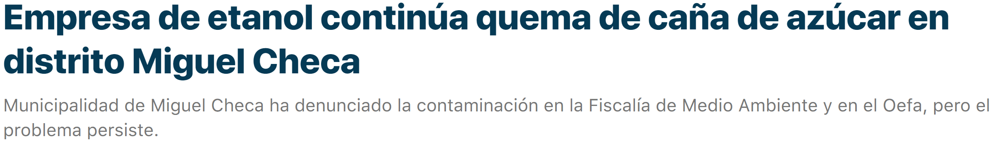 Empresa de etanol continúa quema de caña de azúcar en
distrito Miguel Checa
Municipalidad de Miguel Checa ha denunciado la contaminación en la Fiscalía de Medio Ambiente y en el Oefa, pero el
problema persiste.